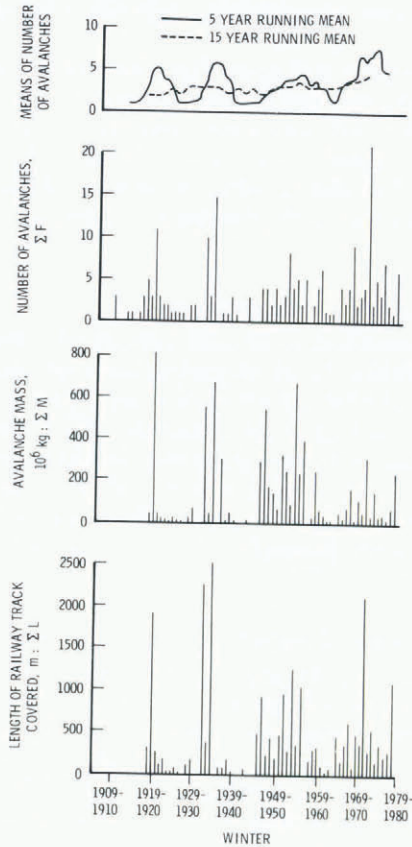 5 YEAR RUNNING MEAN
15 YEAR RUNNING MEAN
MEANS OF NUMBER
OF AVALANCHES
10
5
0
NUMBER OF AVALANCHES,
Σ F
20
15
10
5
0
AVALANCHE MASS,
10⁶ kg : Σ M
800
600
400
200
0
LENGTH OF RAILWAY TRACK
COVERED, m : Σ L
2500
2000
1500
1000
500
0
1909- 1919- 1929- 1939- 1949- 1959- 1969- 1979-
1910 1920 1930 1940 1950 1960 1970 1980
WINTER